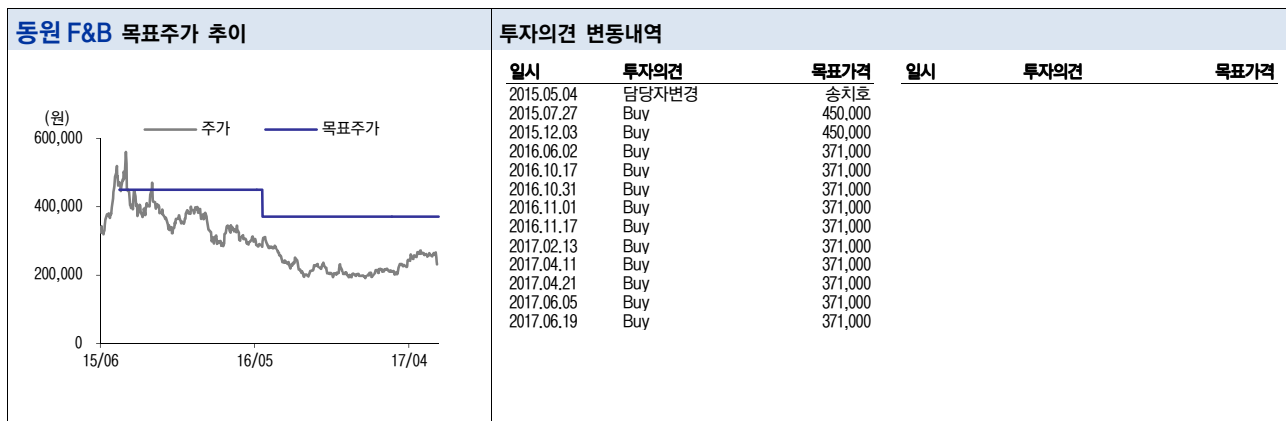 동원 F&B 목표주가 추이
(원)
주가
목표주가
600,000
400,000
200,000
0
15/06
16/05
17/04
투자의견 변동내역
일시 투자의견 목표가격 일시 투자의견 목표가격
2015.05.04 담당자변경 송치호
2015.07.27 Buy 450,000
2015.12.03 Buy 450,000
2016.06.02 Buy 371,000
2016.10.17 Buy 371,000
2016.10.31 Buy 371,000
2016.11.01 Buy 371,000
2016.11.17 Buy 371,000
2017.02.13 Buy 371,000
2017.04.11 Buy 371,000
2017.04.21 Buy 371,000
2017.06.05 Buy 371,000
2017.06.19 Buy 371,000